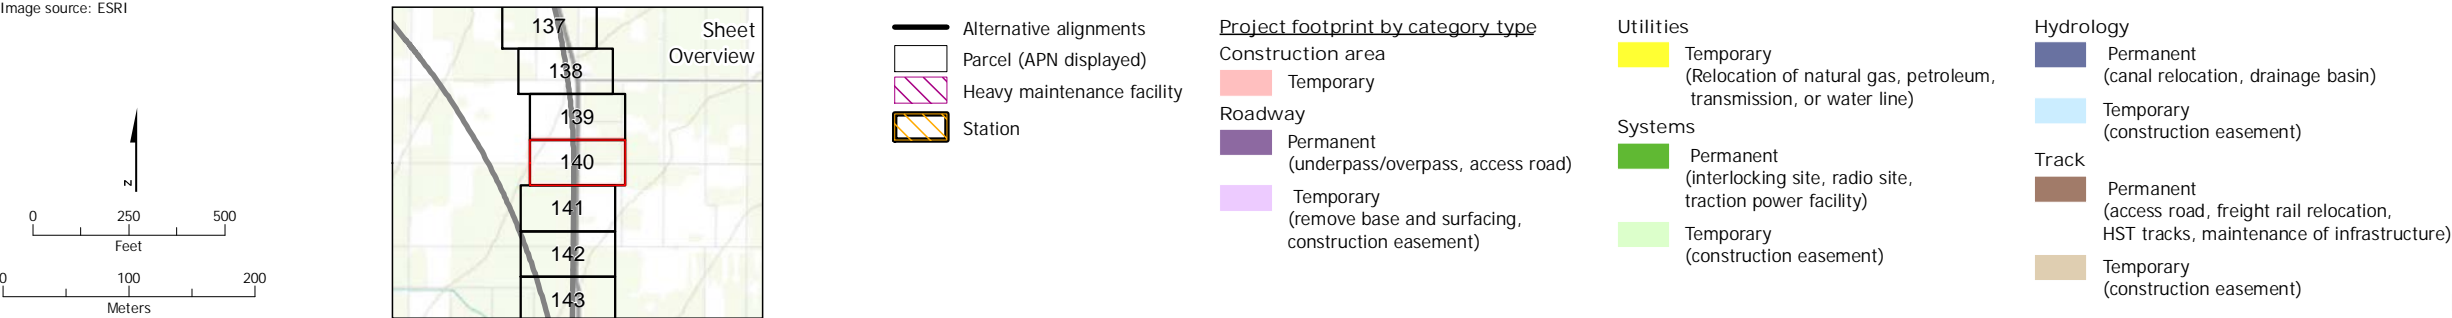 Image source: ESRI
N
0 250 500
Feet
0 100 200
Meters
Sheet
Overview
137
138
139
140
141
142
143
Alternative alignments
Parcel (APN displayed)
Heavy maintenance facility
Station
Project footprint by category type
Construction area
Temporary
Roadway
Permanent
(underpass/overpass, access road)
Temporary
(remove base and surfacing,
construction easement)
Utilities
Temporary
(Relocation of natural gas, petroleum,
transmission, or water line)
Systems
Permanent
(interlocking site, radio site,
traction power facility)
Temporary
(construction easement)
Hydrology
Permanent
(canal relocation, drainage basin)
Temporary
(construction easement)
Track
Permanent
(access road, freight rail relocation,
HST tracks, maintenance of infrastructure)
Temporary
(construction easement)